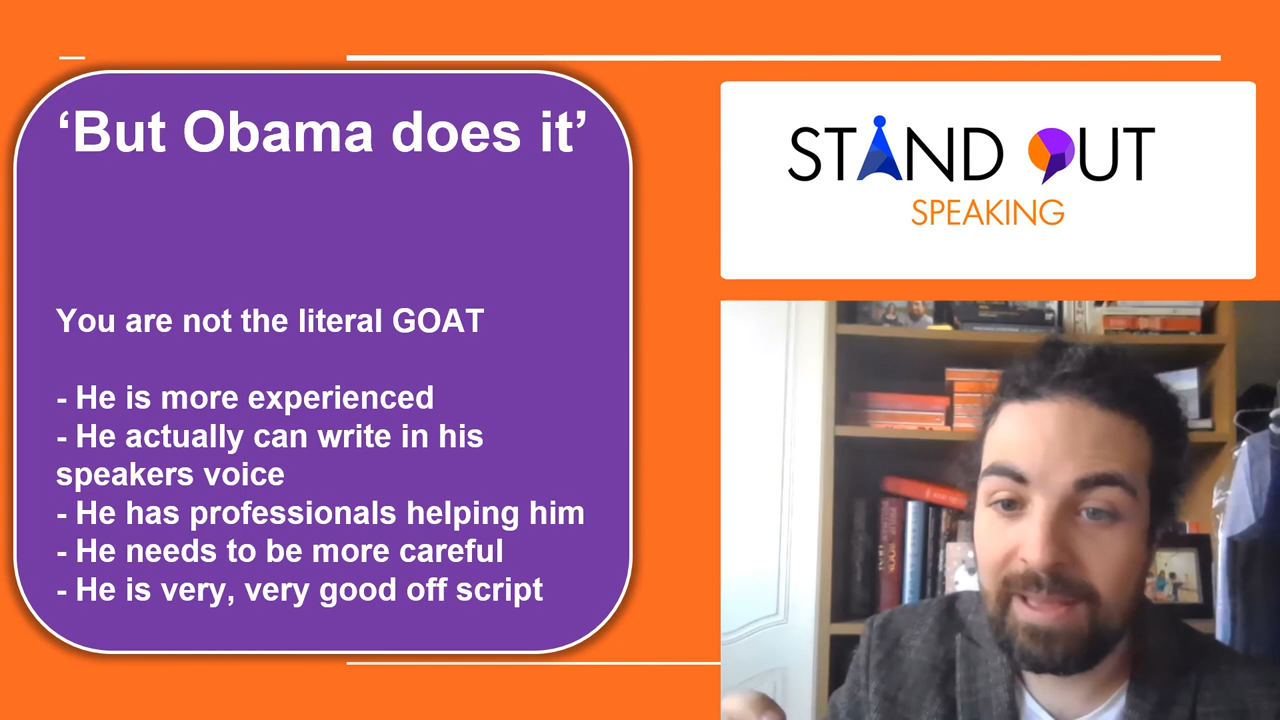 ‘But Obama does it’
You are not the literal GOAT
- He is more experienced
- He actually can write in his
speakers voice
- He has professionals helping him
- He needs to be more careful
- He is very, very good off script
STAND OUT
SPEAKING